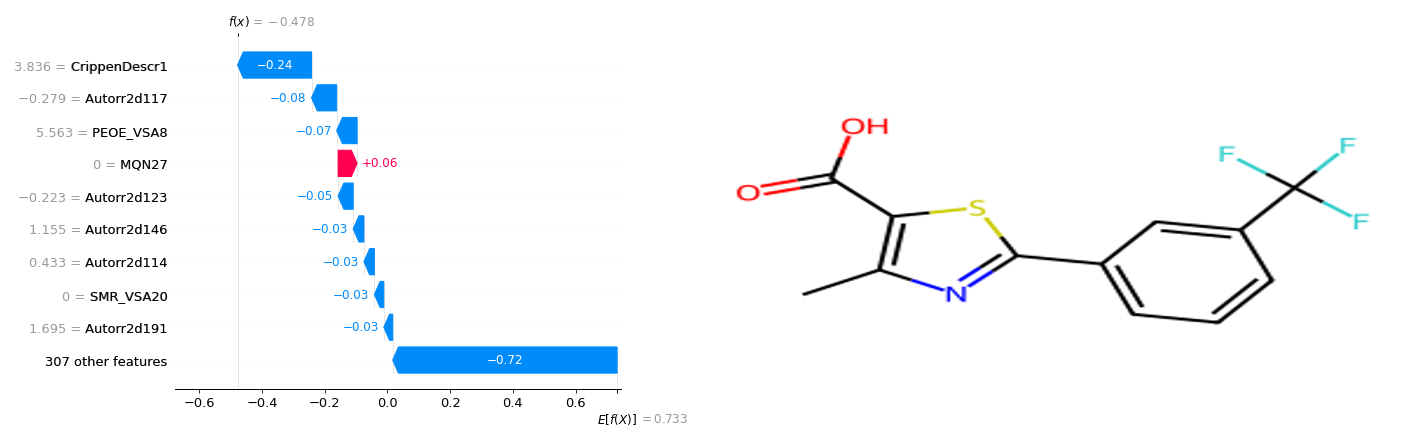 f(x) = −0.478
3.836 = CrippenDescr1
−0.24
−0.279 = Autorr2d117
−0.08
5.563 = PEOE_VSA8
−0.07
0 = MQN27
+0.06
−0.223 = Autorr2d123
−0.05
1.155 = Autorr2d146
−0.03
0.433 = Autorr2d114
−0.03
0 = SMR_VSA20
−0.03
1.695 = Autorr2d191
−0.03
307 other features
−0.72
−0.6 −0.4 −0.2 0.0 0.2 0.4 0.6
E[f(X)] = 0.733
OH
O
S
N
F
F
F